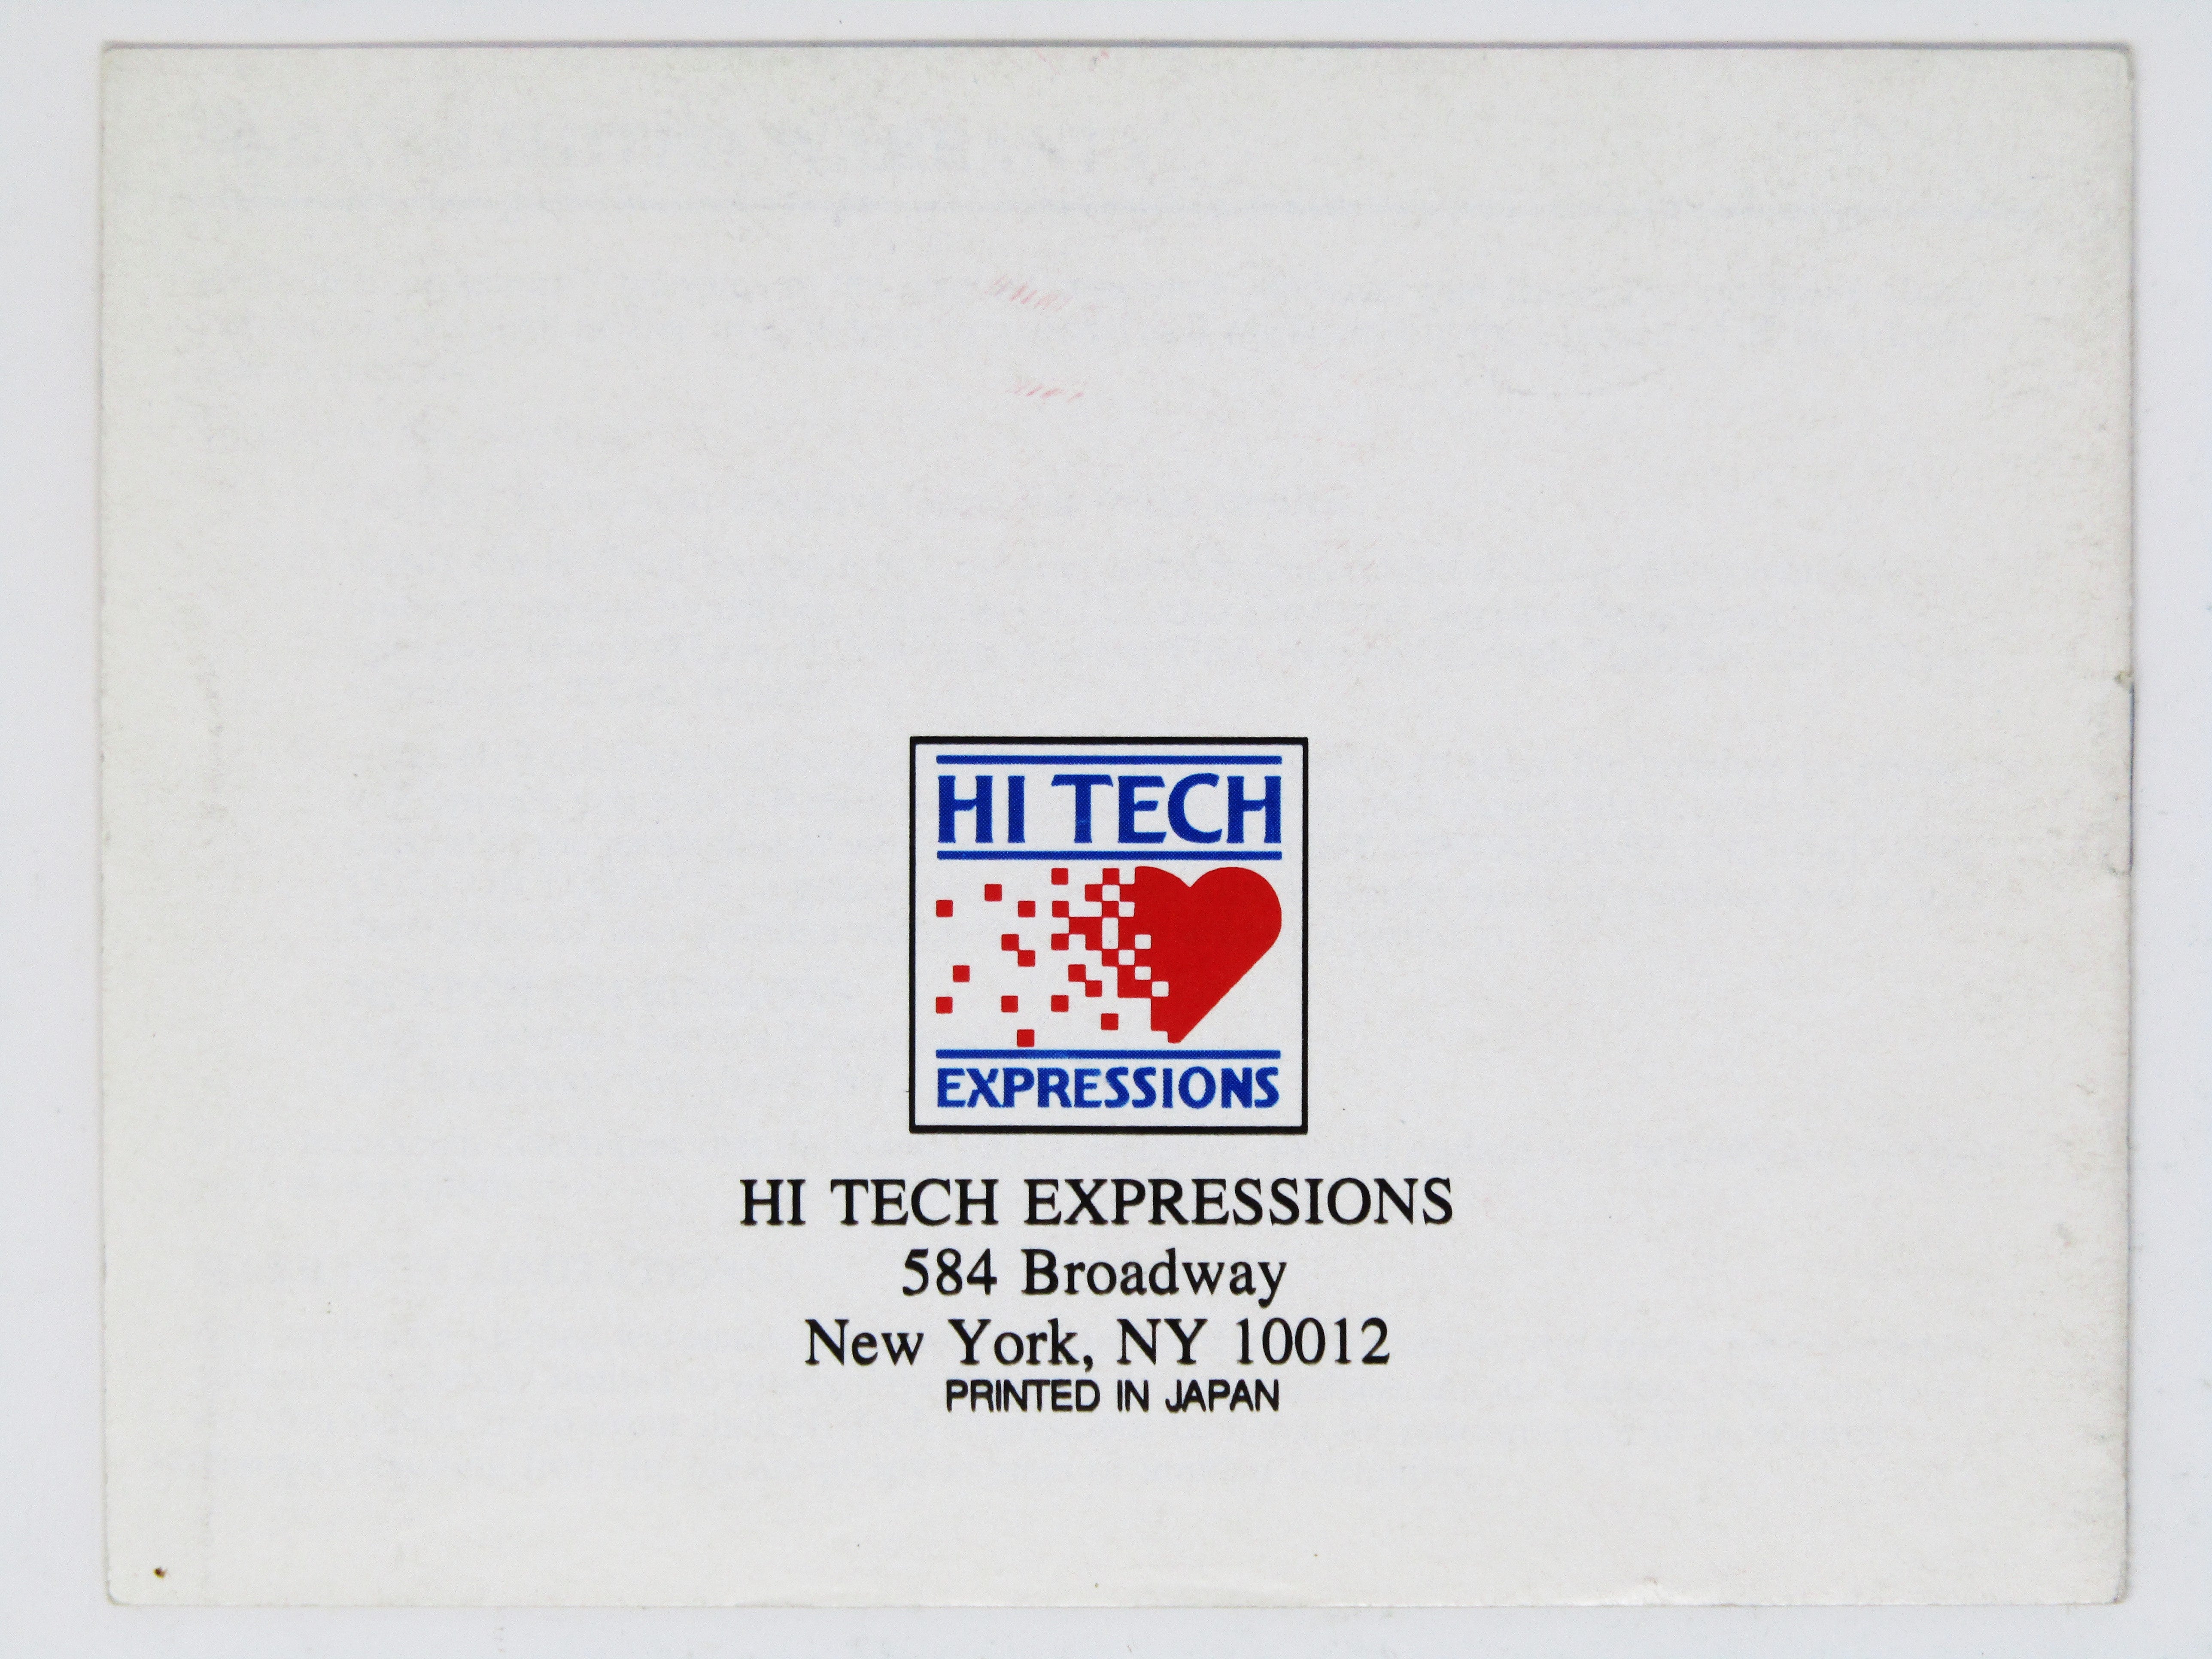 HI TECH
EXPRESSIONS
HI TECH EXPRESSIONS
584 Broadway
New York, NY 10012
PRINTED IN JAPAN